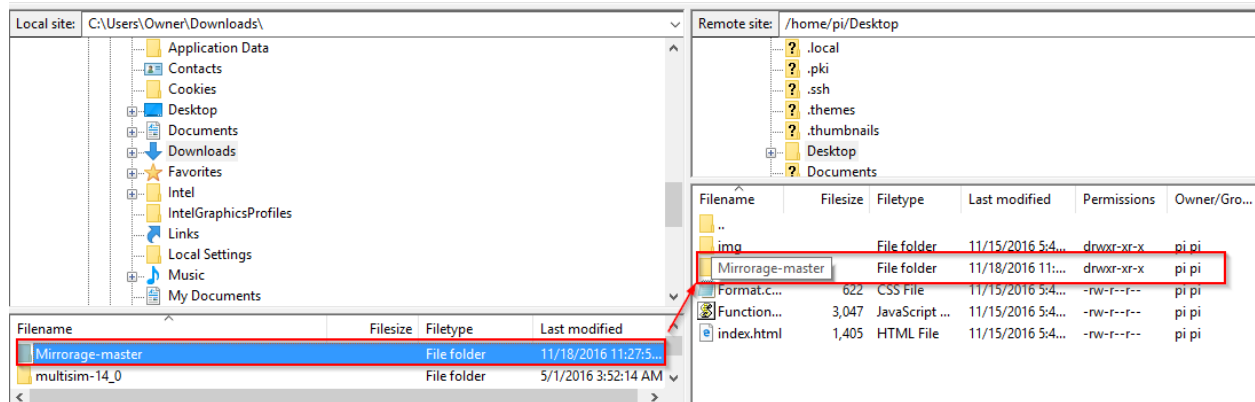 Local site: C:\Users\Owner\Downloads\
Application Data
Contacts
Cookies
Desktop
Documents
Downloads
Favorites
Intel
IntelGraphicsProfiles
Links
Local Settings
Music
My Documents
Filename Filesize Filetype Last modified
Mirrorage-master File folder 11/18/2016 11:27:5...
multisim-14_0 File folder 5/1/2016 3:52:14 AM
Remote site: /home/pi/Desktop
? .local
? .pki
? .ssh
? .themes
? .thumbnails
Desktop
? Documents
Filename Filesize Filetype Last modified Permissions Owner/Gro...
..
img File folder 11/15/2016 5:4... drwxr-xr-x pi pi
Mirrorage-master File folder 11/18/2016 11:... drwxr-xr-x pi pi
Format.c... 622 CSS File 11/15/2016 5:4... -rw-r--r-- pi pi
Function... 3,047 JavaScript ... 11/15/2016 5:4... -rw-r--r-- pi pi
index.html 1,405 HTML File 11/15/2016 5:4... -rw-r--r-- pi pi